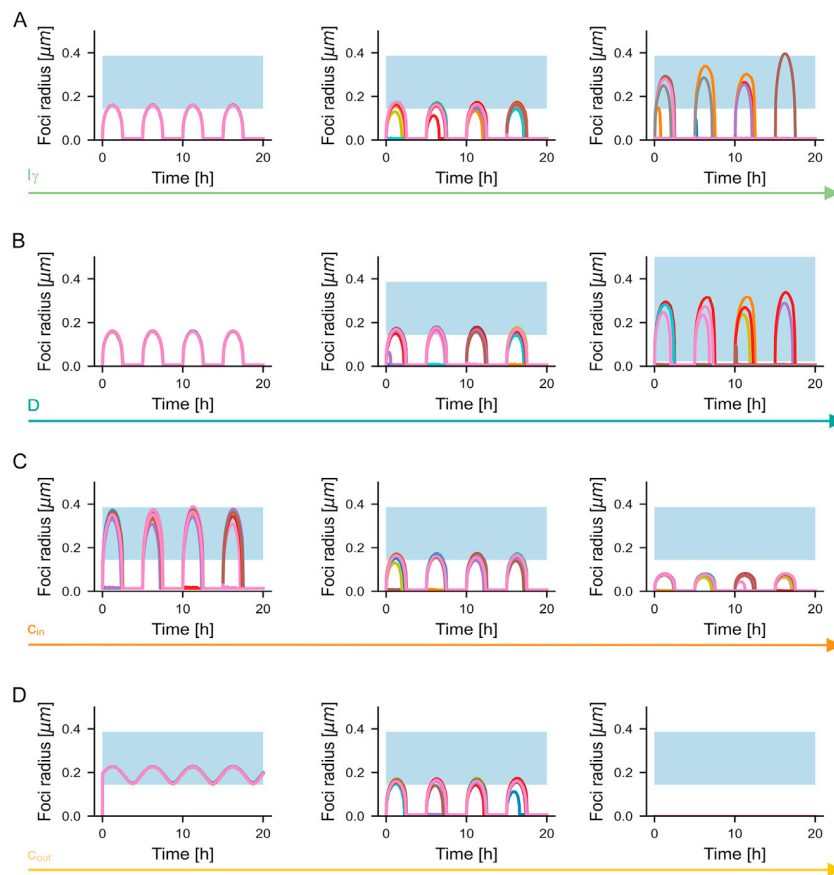 A
Foci radius [μm] Foci radius [μm] Foci radius [μm]
0.4 0.4 0.4
0.2 0.2 0.2
0.0 0.0 0.0
0 10 20 0 10 20 0 10 20
Time [h] Time [h] Time [h]
Iγ
B
Foci radius [μm] Foci radius [μm] Foci radius [μm]
0.4 0.4 0.4
0.2 0.2 0.2
0.0 0.0 0.0
0 10 20 0 10 20 0 10 20
Time [h] Time [h] Time [h]
D
C
Foci radius [μm] Foci radius [μm] Foci radius [μm]
0.4 0.4 0.4
0.2 0.2 0.2
0.0 0.0 0.0
0 10 20 0 10 20 0 10 20
Time [h] Time [h] Time [h]
c_in
D
Foci radius [μm] Foci radius [μm] Foci radius [μm]
0.4 0.4 0.4
0.2 0.2 0.2
0.0 0.0 0.0
0 10 20 0 10 20 0 10 20
Time [h] Time [h] Time [h]
c_out